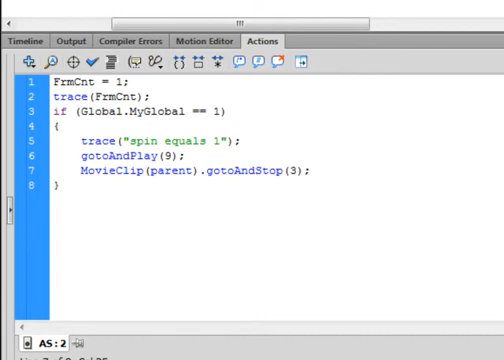 Timeline Output Compiler Errors Motion Editor Actions
1 FrmCnt = 1;
2 trace(FrmCnt);
3 if (Global.MyGlobal == 1)
4 {
5 trace("spin equals 1");
6 gotoAndPlay(9);
7 MovieClip(parent).gotoAndStop(3);
8 }
AS:2